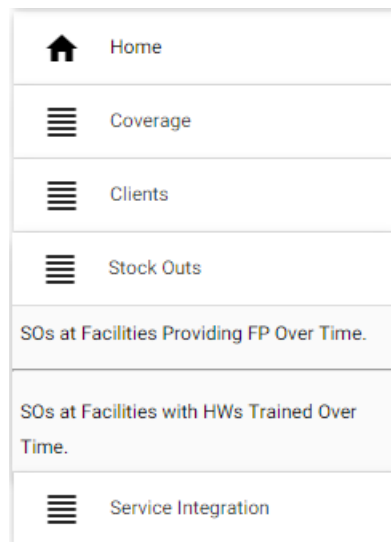 Home
Coverage
Clients
Stock Outs
SOs at Facilities Providing FP Over Time.
SOs at Facilities with HWs Trained Over
Time.
Service Integration